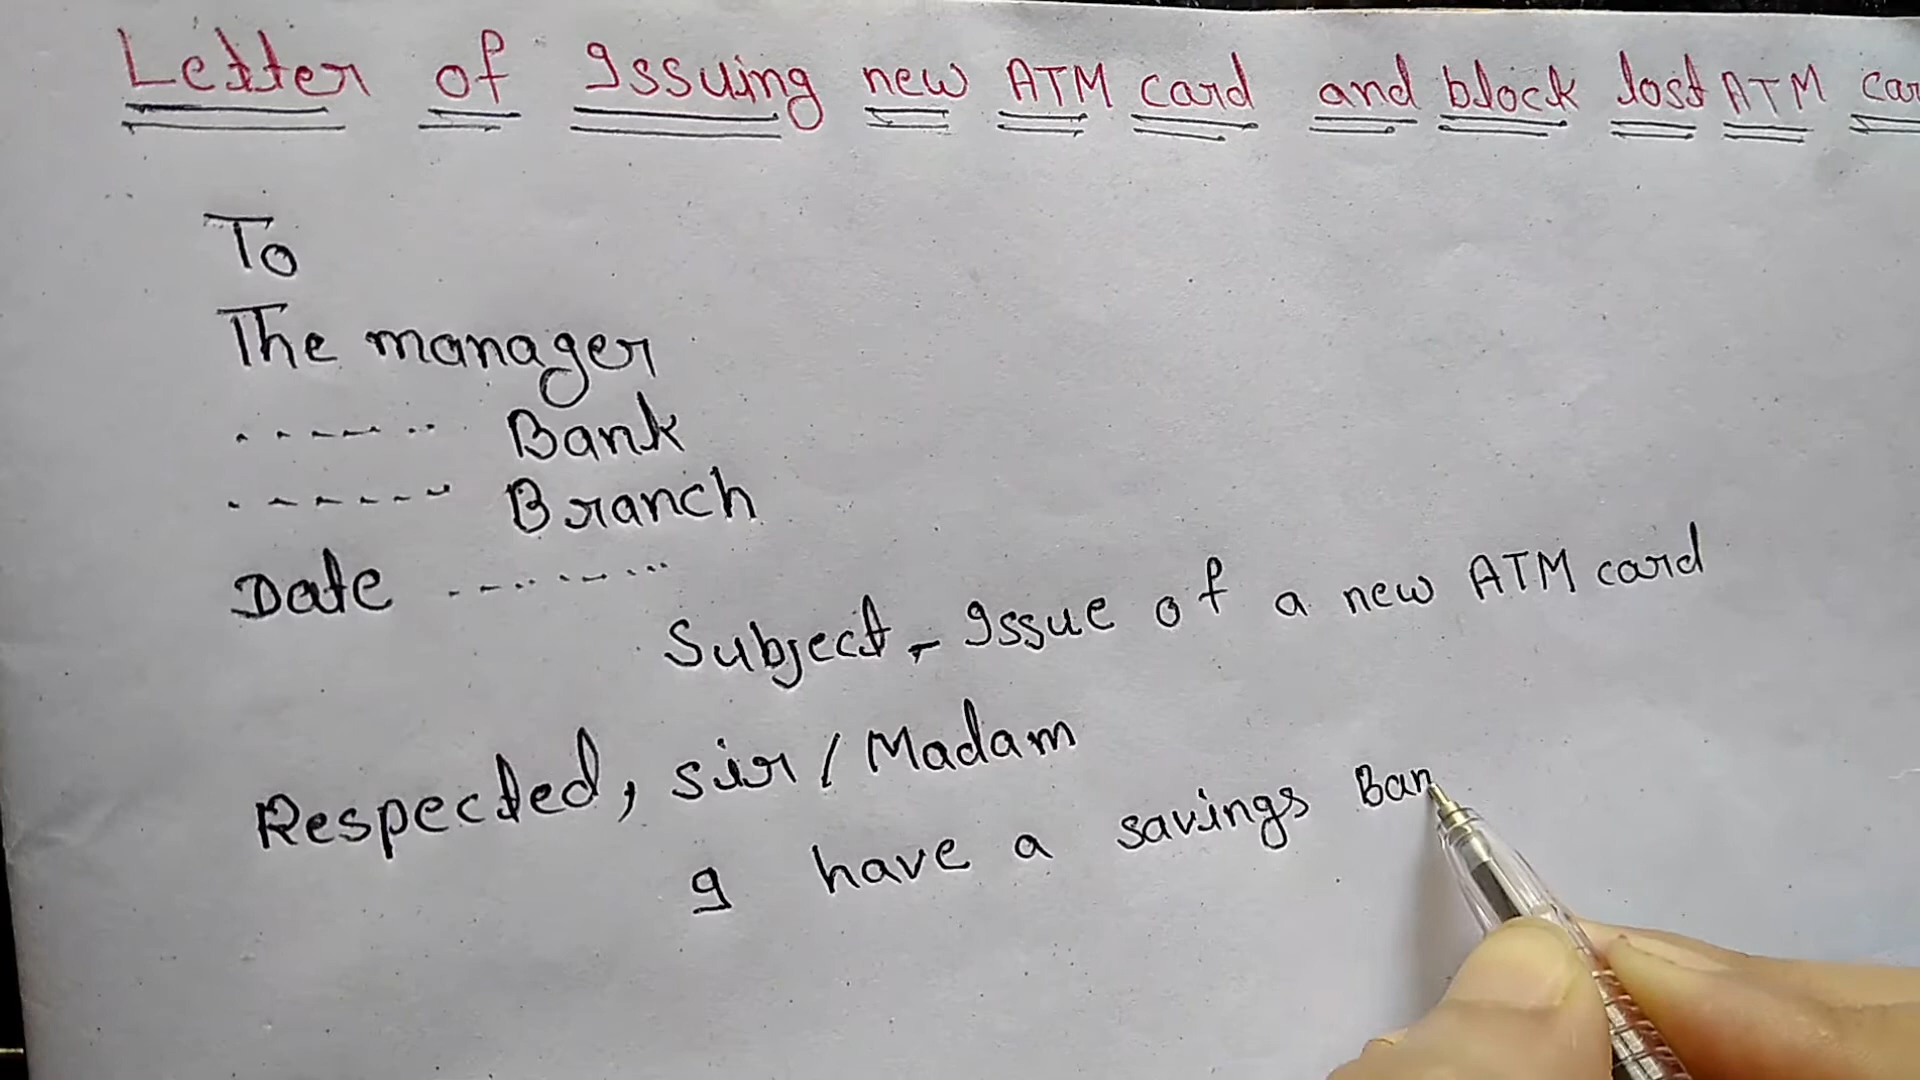 Letter of Issuing new ATM card and block lost ATM car
To
The manager
....... Bank
....... Branch
Date .........
Subject - Issue of a new ATM card
Respected, sir / Madam
I have a savings Ban